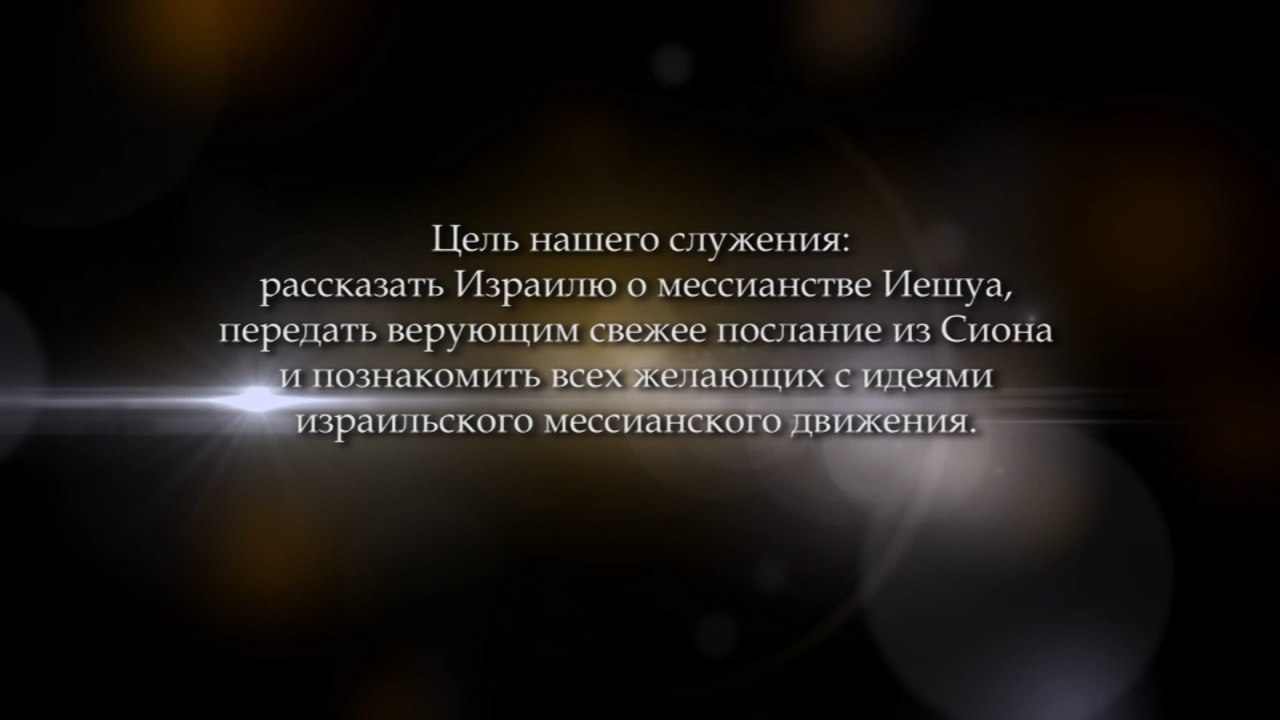 Цель нашего служения:
рассказать Израилю о мессианстве Иешуа,
передать верующим свежее послание из Сиона
и познакомить всех желающих с идеями
израильского мессианского движения.